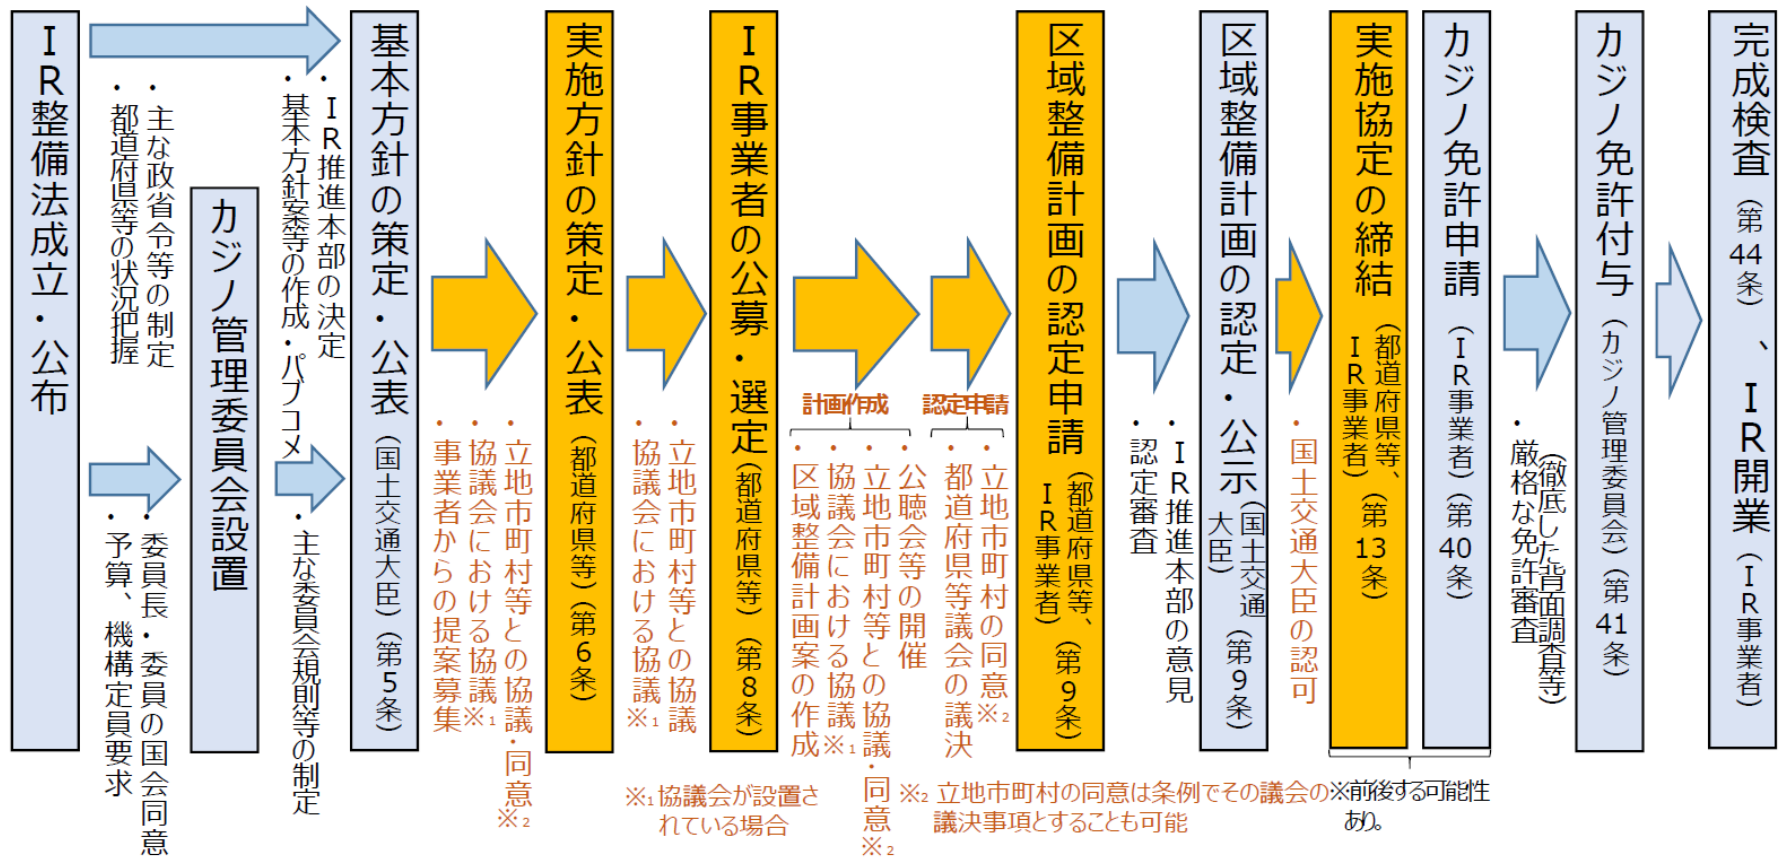 ＩＲ整備法成立・公布
・主な政省令等の制定
・都道府県等の状況把握
・委員長・委員の国会同意
・予算、機構定員要求
カジノ管理委員会設置
・ＩＲ推進本部の決定
・基本方針案等の作成・パブコメ
・主な委員会規則等の制定
基本方針の策定・公表（国土交通大臣）（第5条）
・立地市町村等との協議・同意※2
・協議会における協議※1
・事業者からの提案募集
実施方針の策定・公表（都道府県等）（第6条）
・立地市町村等との協議
・協議会における協議※1
ＩＲ事業者の公募・選定（都道府県等）（第8条）
計画作成
・公聴会等の開催
・立地市町村等との協議・同意※2
・協議会における協議※1
・区域整備計画案の作成
認定申請
・立地市町村の同意※2
・都道府県等議会の議決
区域整備計画の認定申請（都道府県等、ＩＲ事業者）（第9条）
・ＩＲ推進本部の意見
・認定審査
区域整備計画の認定・公示（国土交通大臣）（第9条）
・国土交通大臣の認可
実施協定の締結（都道府県等、ＩＲ事業者）（第13条）
カジノ免許申請（ＩＲ事業者）（第40条）
・厳格な免許審査
（徹底した背面調査等）
カジノ免許付与（カジノ管理委員会）（第41条）
完成検査（第44条）、ＩＲ開業（ＩＲ事業者）
※1 協議会が設置さ
れている場合
※2 立地市町村の同意は条例でその議会の
議決事項とすることも可能
※前後する可能性
あり。